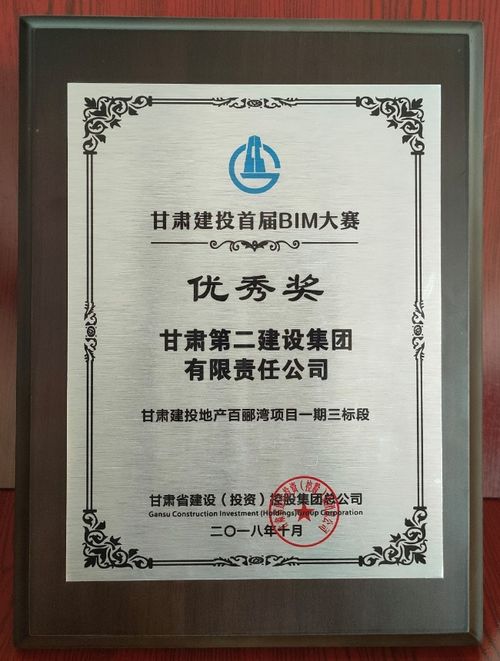 甘肃建投首届BIM大赛
优秀奖
甘肃第二建设集团
有限责任公司
甘肃建投地产百郦湾项目一期三标段
甘肃省建设（投资）控股集团总公司
Gansu Construction Investment (Holdings) Group Corporation
二〇一八年十月